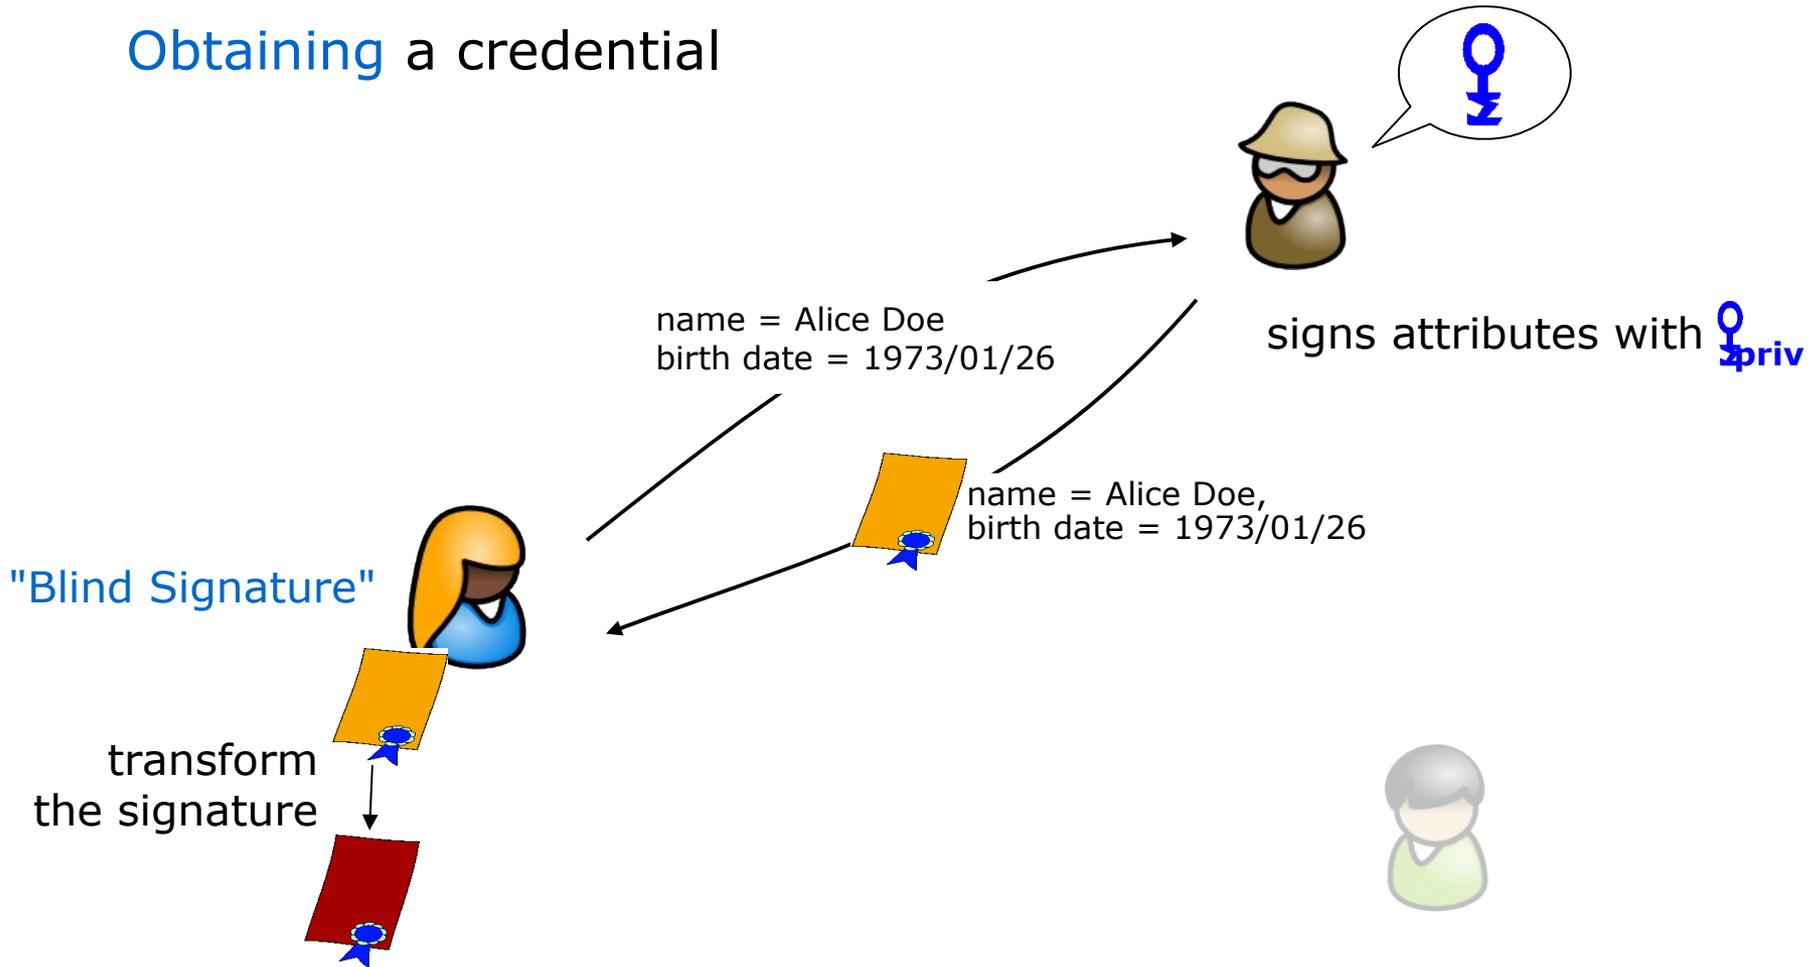 Obtaining a credential
name = Alice Doe
birth date = 1973/01/26
signs attributes with priv
name = Alice Doe,
birth date = 1973/01/26
"Blind Signature"
transform
the signature